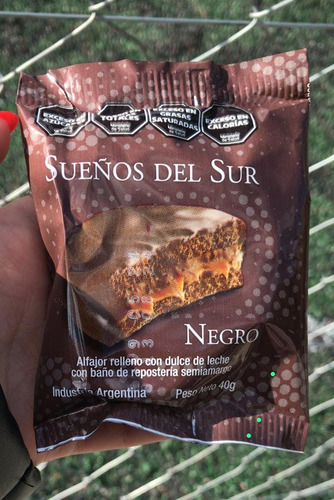 EXCESO EN AZÚCARES
TOTALES
EXCESO EN GRASAS SATURADAS
EXCESO EN CALORÍAS
SUEÑOS DEL SUR
NEGRO
Alfajor relleno con dulce de leche
con baño de repostería semiamargo
Industria Argentina Peso Neto 40g